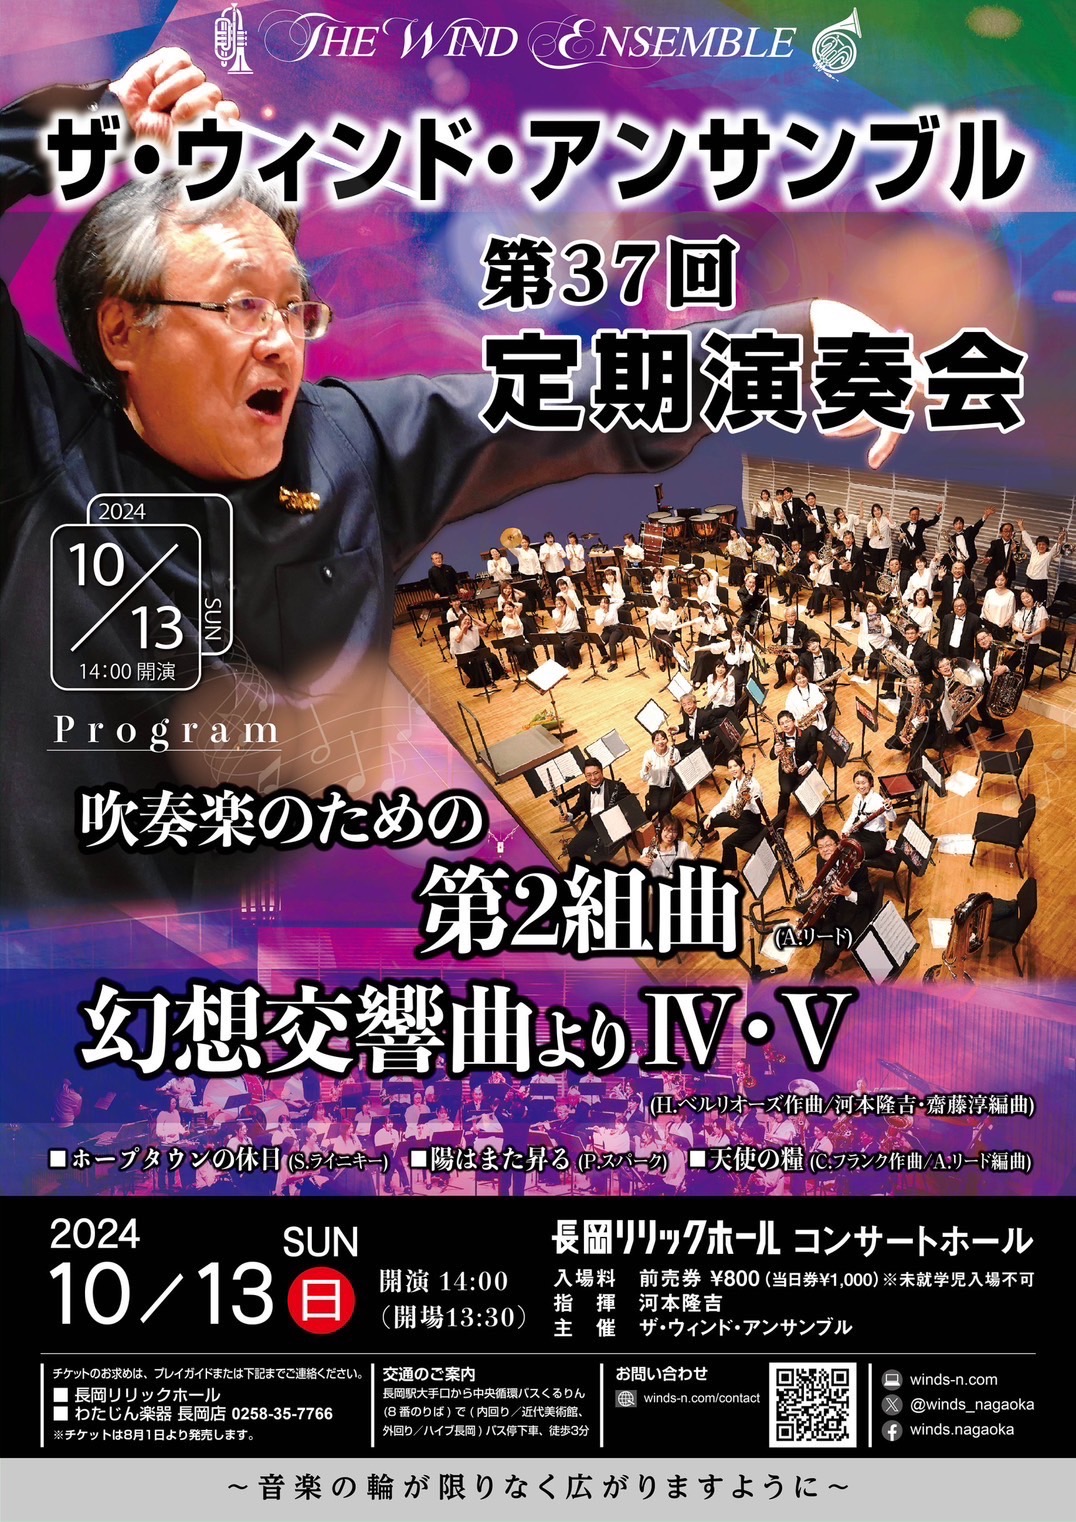 THE WIND ENSEMBLE
ザ・ウィンド・アンサンブル
第37回
定期演奏会
2024
10/13
SUN
14:00 開演
Program
吹奏楽のための
第2組曲 (A.リード)
幻想交響曲より Ⅳ・Ⅴ
(H.ベルリオーズ作曲/河本隆吉・齋藤淳編曲)
■ホープタウンの休日 (S.ライニキー) ■陽はまた昇る (P.スパーク) ■天使の糧 (C.フランク作曲/A.リード編曲)
2024
10/13 SUN 日
開演 14:00
(開場13:30)
長岡リリックホール コンサートホール
入場料 前売券 ¥800 (当日券¥1,000) ※未就学児入場不可
指 揮 河本隆吉
主 催 ザ・ウィンド・アンサンブル
チケットのお求めは、プレイガイドまたは下記までご連絡ください。
■ 長岡リリックホール
■ わたじん楽器 長岡店 0258-35-7766
※チケットは8月1日より発売します。
交通のご案内
長岡駅大手口から中央循環バスくるりん
(8番のりば)で(内回り/近代美術館、
外回り/ハイブ長岡)バス停下車、徒歩3分
お問い合わせ
winds-n.com/contact
winds-n.com
@winds_nagaoka
winds.nagaoka
～音楽の輪が限りなく広がりますように～